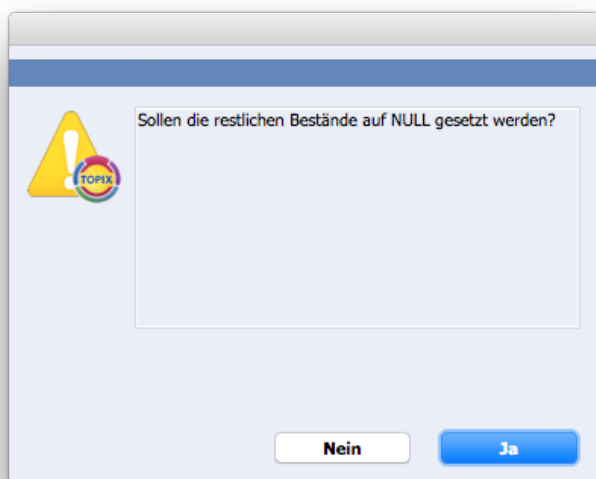 Sollen die restlichen Bestände auf NULL gesetzt werden?
TOPIX
Nein
Ja